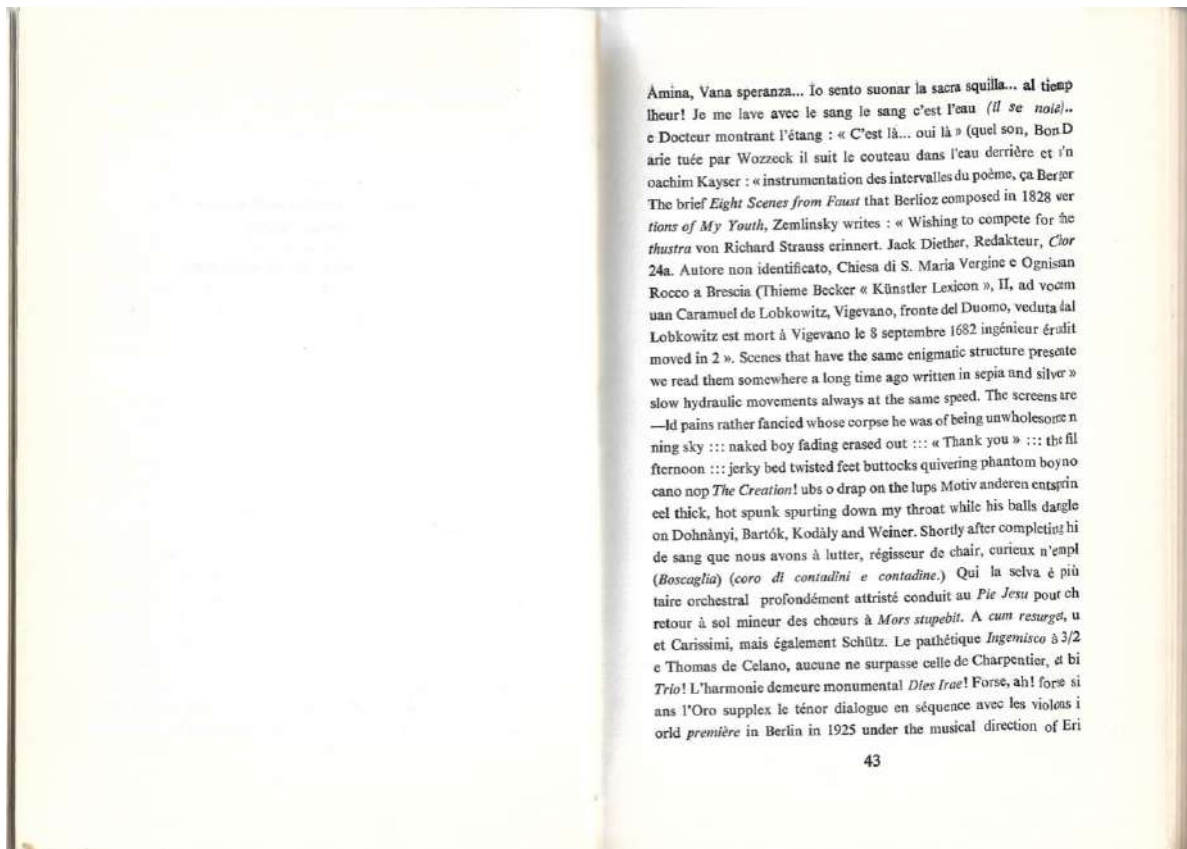 Amina, Vana speranza... Io sento suonar la sacra squilla... al tiemp
lheur! Je me lave avec le sang le sang c'est l'eau (il se noie)..
e Docteur montrant l'étang : « C'est là... oui là » (quel son, Bon D
arie tuée par Wozzeck il suit le couteau dans l'eau derrière et i'n
oachim Kayser : « instrumentation des intervalles du poème, ça Berger
The brief Eight Scenes from Faust that Berlioz composed in 1828 ver
tions of My Youth, Zemlinsky writes : « Wishing to compete for the
thustra von Richard Strauss erinnert. Jack Diether, Redakteur, Chor
24a. Autore non identificato, Chiesa di S. Maria Vergine e Ognisan
Rocco a Brescia (Thieme Becker « Künstler Lexicon », II, ad vocem
uan Caramuel de Lobkowitz, Vigevano, fronte del Duomo, veduta dal
Lobkowitz est mort à Vigevano le 8 septembre 1682 ingénieur érudit
moved in 2 ». Scenes that have the same enigmatic structure presente
we read them somewhere a long time ago written in sepia and silver »
slow hydraulic movements always at the same speed. The screens are
—ld pains rather fancied whose corpse he was of being unwholesome n
ning sky ::: naked boy fading erased out ::: « Thank you » ::: the fil
fternoon ::: jerky bed twisted feet buttocks quivering phantom boy no
cano nop The Creation! ubs o drap on the lups Motiv anderen entsprin
eel thick, hot spunk spurting down my throat while his balls dangle
on Dohnànyi, Bartók, Kodàly and Weiner. Shortly after completing hi
de sang que nous avons à lutter, régisseur de chair, curieux n'empl
(Boscaglia) (coro di contadini e contadine.) Qui la selva è più
taire orchestral profondément attristé conduit au Pie Jesu pour ch
retour à sol mineur des chœurs à Mors stupebit. A cum resurget, u
et Carissimi, mais également Schütz. Le pathétique Ingemisco à 3/2
e Thomas de Celano, aucune ne surpasse celle de Charpentier, et bi
Trio! L'harmonie demeure monumental Dies Irae! Forse, ah! forse si
ans l'Oro supplex le ténor dialogue en séquence avec les violons i
orld première in Berlin in 1925 under the musical direction of Eri
43